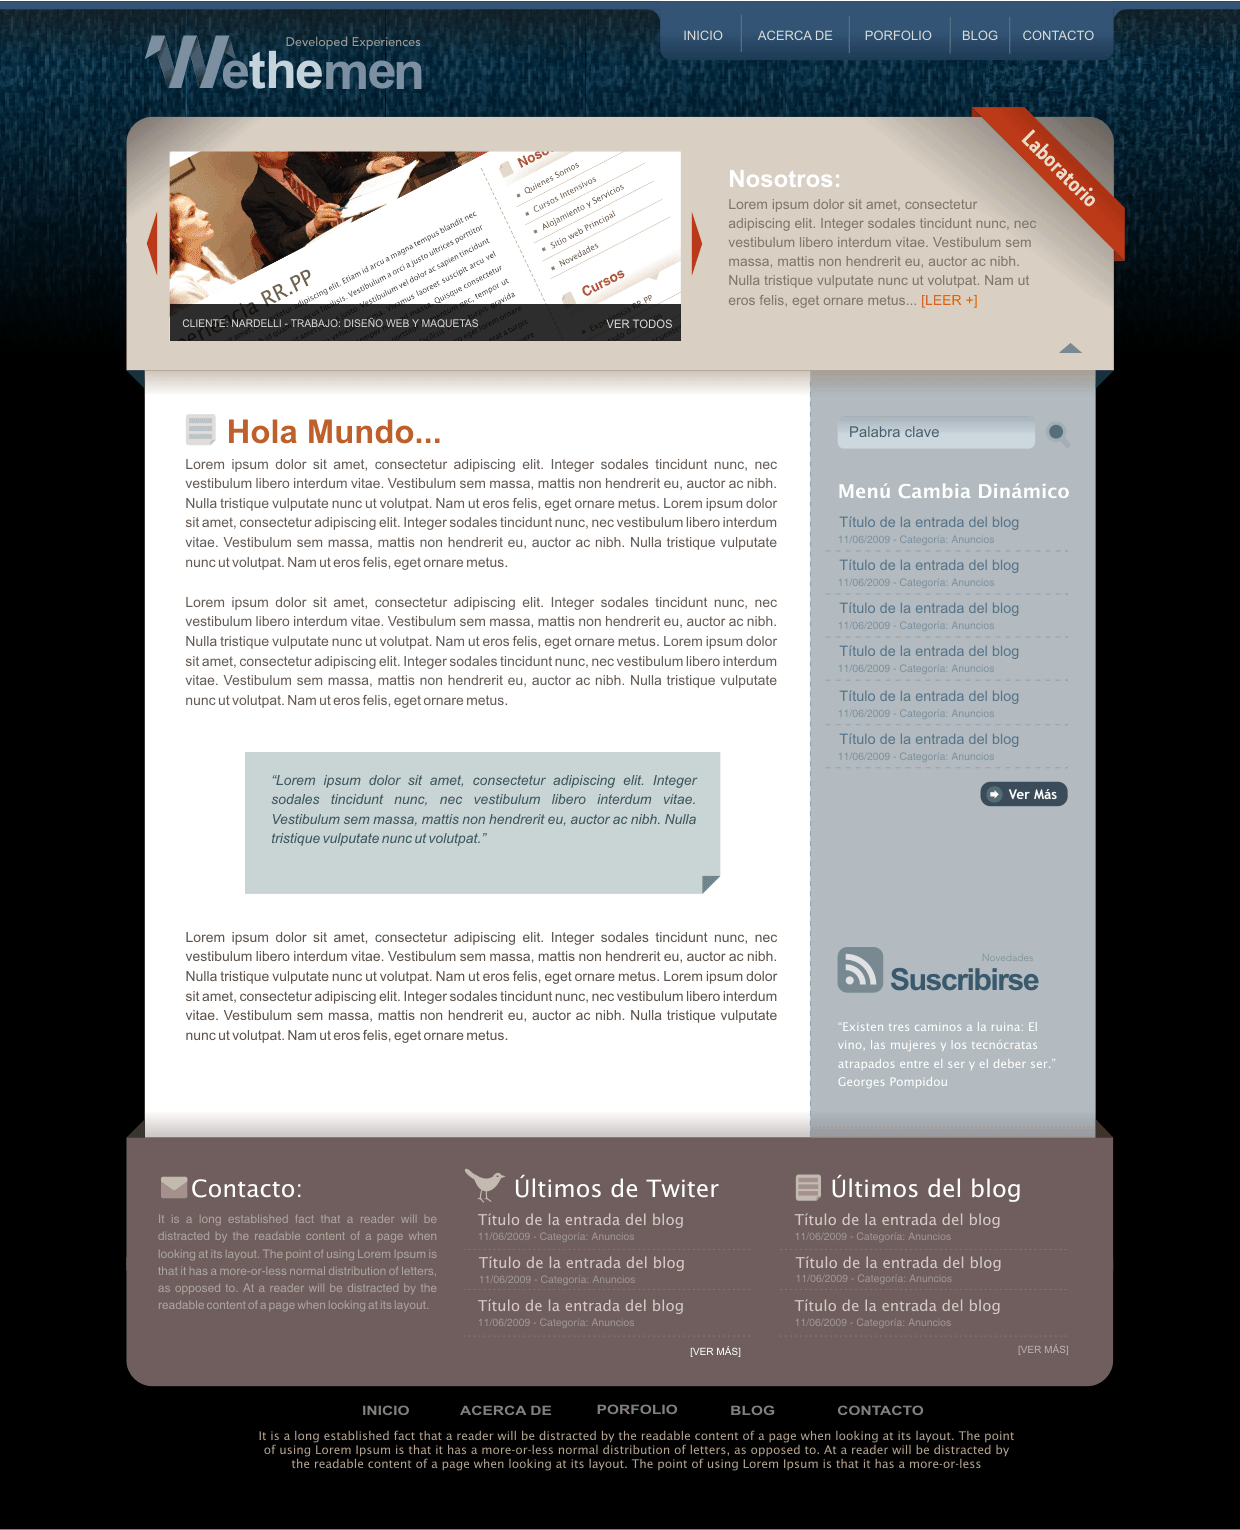 Developed Experiences
Wethemen
INICIO
ACERCA DE
PORFOLIO
BLOG
CONTACTO
Laboratorio
Quienes Somos
Cursos Intensivos
Alojamiento y Servicios
Sitio web Principal
Novedades
Cursos
RR.PP
CLIENTE: NARDELLI - TRABAJO: DISEÑO WEB Y MAQUETAS
VER TODOS
Nosotros:
Lorem ipsum dolor sit amet, consectetur
adipiscing elit. Integer sodales tincidunt nunc, nec
vestibulum libero interdum vitae. Vestibulum sem
massa, mattis non hendrerit eu, auctor ac nibh.
Nulla tristique vulputate nunc ut volutpat. Nam ut
eros felis, eget ornare metus... [LEER +]
Hola Mundo...
Lorem ipsum dolor sit amet, consectetur adipiscing elit. Integer sodales tincidunt nunc, nec
vestibulum libero interdum vitae. Vestibulum sem massa, mattis non hendrerit eu, auctor ac nibh.
Nulla tristique vulputate nunc ut volutpat. Nam ut eros felis, eget ornare metus. Lorem ipsum dolor
sit amet, consectetur adipiscing elit. Integer sodales tincidunt nunc, nec vestibulum libero interdum
vitae. Vestibulum sem massa, mattis non hendrerit eu, auctor ac nibh. Nulla tristique vulputate
nunc ut volutpat. Nam ut eros felis, eget ornare metus.
Lorem ipsum dolor sit amet, consectetur adipiscing elit. Integer sodales tincidunt nunc, nec
vestibulum libero interdum vitae. Vestibulum sem massa, mattis non hendrerit eu, auctor ac nibh.
Nulla tristique vulputate nunc ut volutpat. Nam ut eros felis, eget ornare metus. Lorem ipsum dolor
sit amet, consectetur adipiscing elit. Integer sodales tincidunt nunc, nec vestibulum libero interdum
vitae. Vestibulum sem massa, mattis non hendrerit eu, auctor ac nibh. Nulla tristique vulputate
nunc ut volutpat. Nam ut eros felis, eget ornare metus.
“Lorem ipsum dolor sit amet, consectetur adipiscing elit. Integer
sodales tincidunt nunc, nec vestibulum libero interdum vitae.
Vestibulum sem massa, mattis non hendrerit eu, auctor ac nibh. Nulla
tristique vulputate nunc ut volutpat.”
Lorem ipsum dolor sit amet, consectetur adipiscing elit. Integer sodales tincidunt nunc, nec
vestibulum libero interdum vitae. Vestibulum sem massa, mattis non hendrerit eu, auctor ac nibh.
Nulla tristique vulputate nunc ut volutpat. Nam ut eros felis, eget ornare metus. Lorem ipsum dolor
sit amet, consectetur adipiscing elit. Integer sodales tincidunt nunc, nec vestibulum libero interdum
vitae. Vestibulum sem massa, mattis non hendrerit eu, auctor ac nibh. Nulla tristique vulputate
nunc ut volutpat. Nam ut eros felis, eget ornare metus.
Palabra clave
Menú Cambia Dinámico
Título de la entrada del blog
11/06/2009 - Categoría: Anuncios
Título de la entrada del blog
11/06/2009 - Categoría: Anuncios
Título de la entrada del blog
11/06/2009 - Categoría: Anuncios
Título de la entrada del blog
11/06/2009 - Categoría: Anuncios
Título de la entrada del blog
11/06/2009 - Categoría: Anuncios
Título de la entrada del blog
11/06/2009 - Categoría: Anuncios
Ver Más
Novedades
Suscribirse
“Existen tres caminos a la ruina: El
vino, las mujeres y los tecnócratas
atrapados entre el ser y el deber ser.”
Georges Pompidou
Contacto:
It is a long established fact that a reader will be
distracted by the readable content of a page when
looking at its layout. The point of using Lorem Ipsum is
that it has a more-or-less normal distribution of letters,
as opposed to. At a reader will be distracted by the
readable content of a page when looking at its layout.
Últimos de Twiter
Título de la entrada del blog
11/06/2009 - Categoría: Anuncios
Título de la entrada del blog
11/06/2009 - Categoría: Anuncios
Título de la entrada del blog
11/06/2009 - Categoría: Anuncios
[VER MÁS]
Últimos del blog
Título de la entrada del blog
11/06/2009 - Categoría: Anuncios
Título de la entrada del blog
11/06/2009 - Categoría: Anuncios
Título de la entrada del blog
11/06/2009 - Categoría: Anuncios
[VER MÁS]
INICIO
ACERCA DE
PORFOLIO
BLOG
CONTACTO
It is a long established fact that a reader will be distracted by the readable content of a page when looking at its layout. The point
of using Lorem Ipsum is that it has a more-or-less normal distribution of letters, as opposed to. At a reader will be distracted by
the readable content of a page when looking at its layout. The point of using Lorem Ipsum is that it has a more-or-less